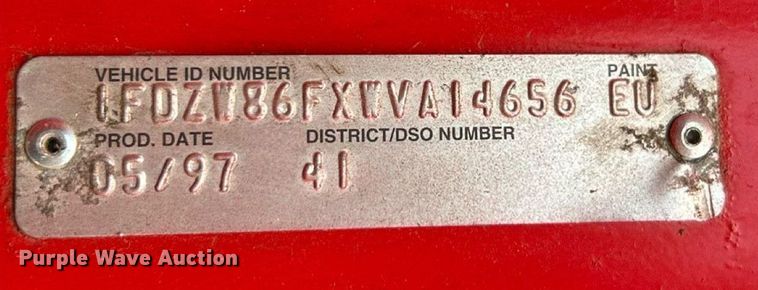 VEHICLE ID NUMBER PAINT
1FDZW86FXWVA14656 EU
PROD. DATE DISTRICT/DSO NUMBER
05/97 41
Purple Wave Auction